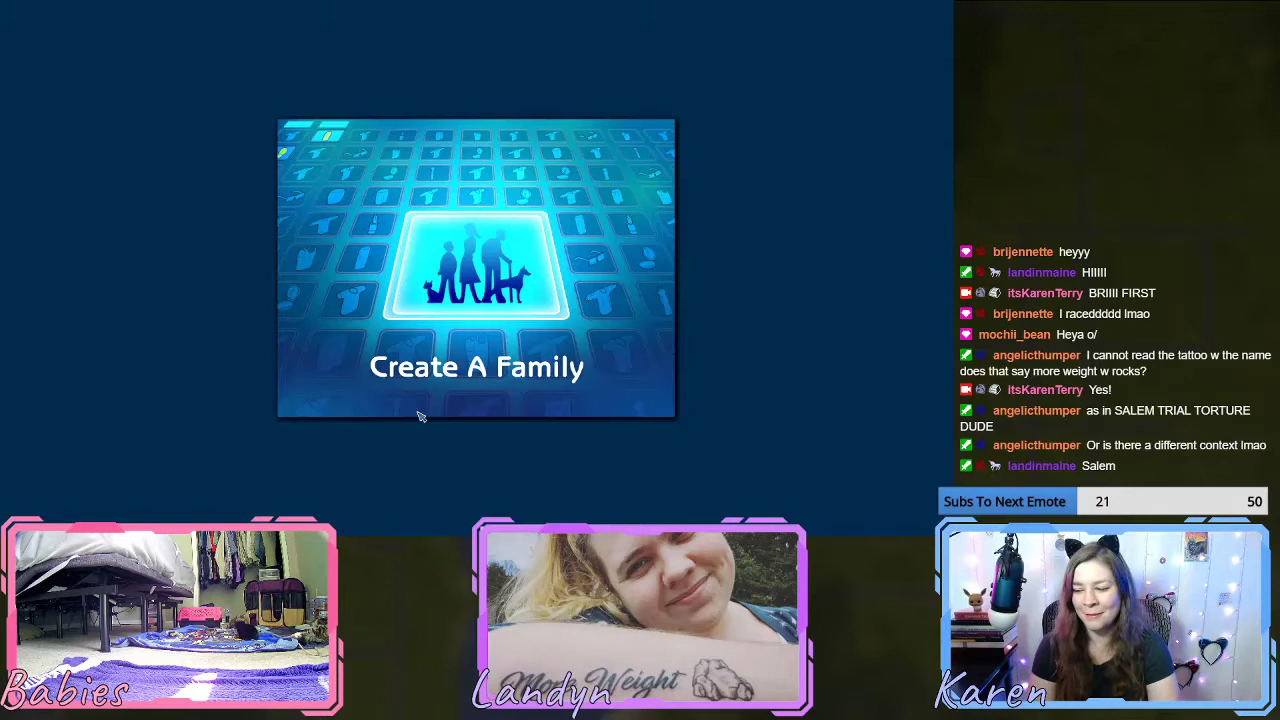 Create A Family
brijennette heyyy
landinmaine HIIIII
itsKarenTerry BRIIII FIRST
brijennette I racedddd lmao
mochii_bean Heya o/
angelicthumper I cannot read the tattoo w the name
does that say more weight w rocks?
itsKarenTerry Yes!
angelicthumper as in SALEM TRIAL TORTURE
DUDE
angelicthumper Or is there a different context lmao
landinmaine Salem
Subs To Next Emote 21 50
More Weight
Babies
Landyn
Karen